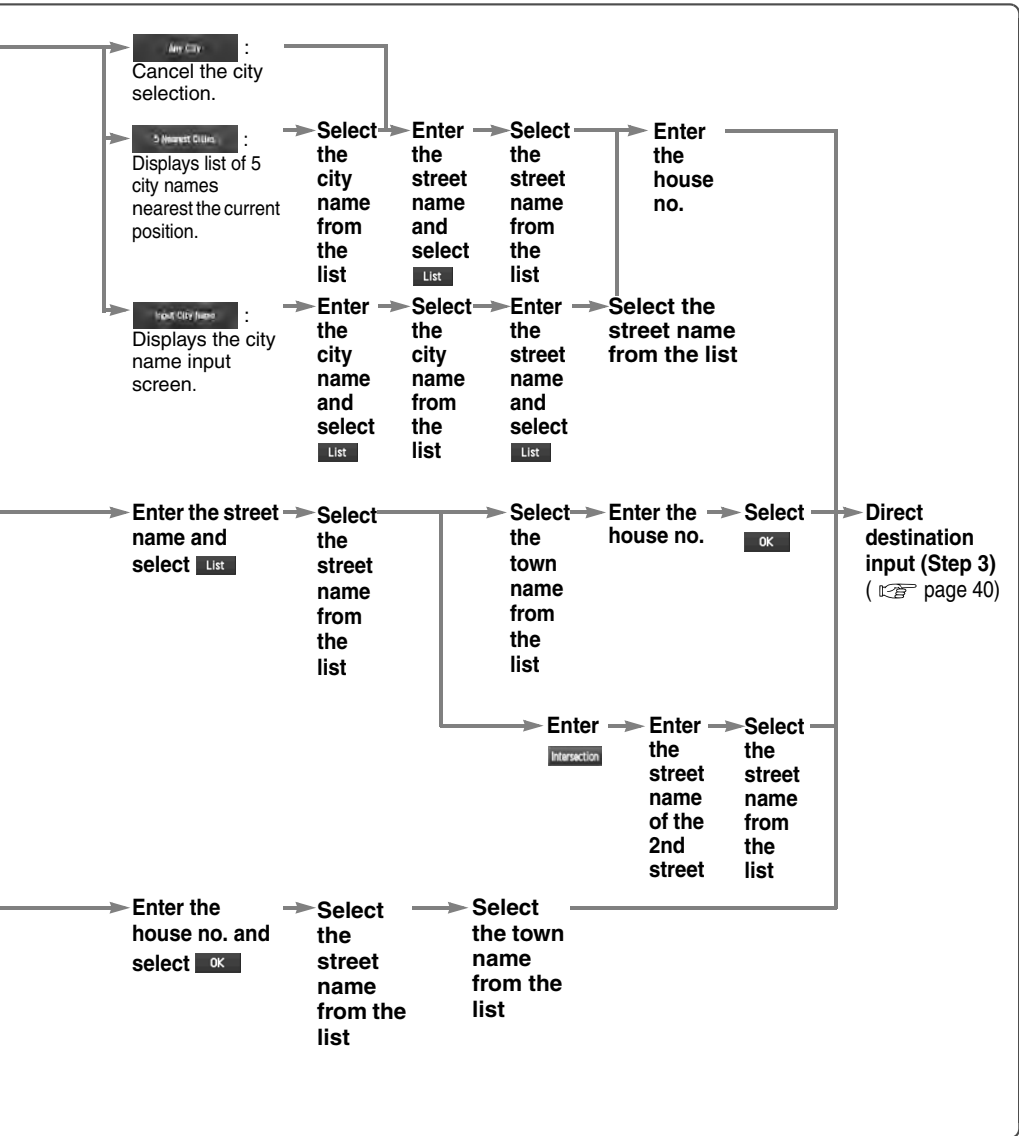 Any City :
Cancel the city
selection.
5 Nearest Cities :
Displays list of 5
city names
nearest the current
position.
Select
the
city
name
from
the
list
Enter
the
street
name
and
select
List
Select
the
street
name
from
the
list
Enter
the
house
no.
Input City Name :
Displays the city
name input
screen.
Enter
the
city
name
and
select
List
Select
the
city
name
from
the
list
Enter
the
street
name
and
select
List
Select the
street name
from the list
Enter the street
name and
select List
Select
the
street
name
from
the
list
Select
the
town
name
from
the
list
Enter the
house no.
Select
OK
Direct
destination
input (Step 3)
( page 40)
Enter
Intersection
Enter
the
street
name
of the
2nd
street
Select
the
street
name
from
the
list
Enter the
house no. and
select OK
Select
the
street
name
from the
list
Select
the town
name
from the
list